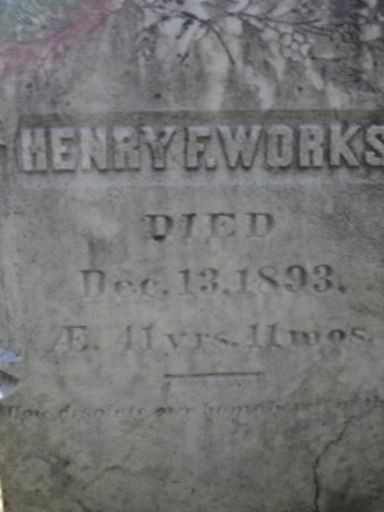 HENRY F. WORKS
DIED
Dec. 13. 1893.
Æ. 41 yrs. 11 mos.
How desolate our home